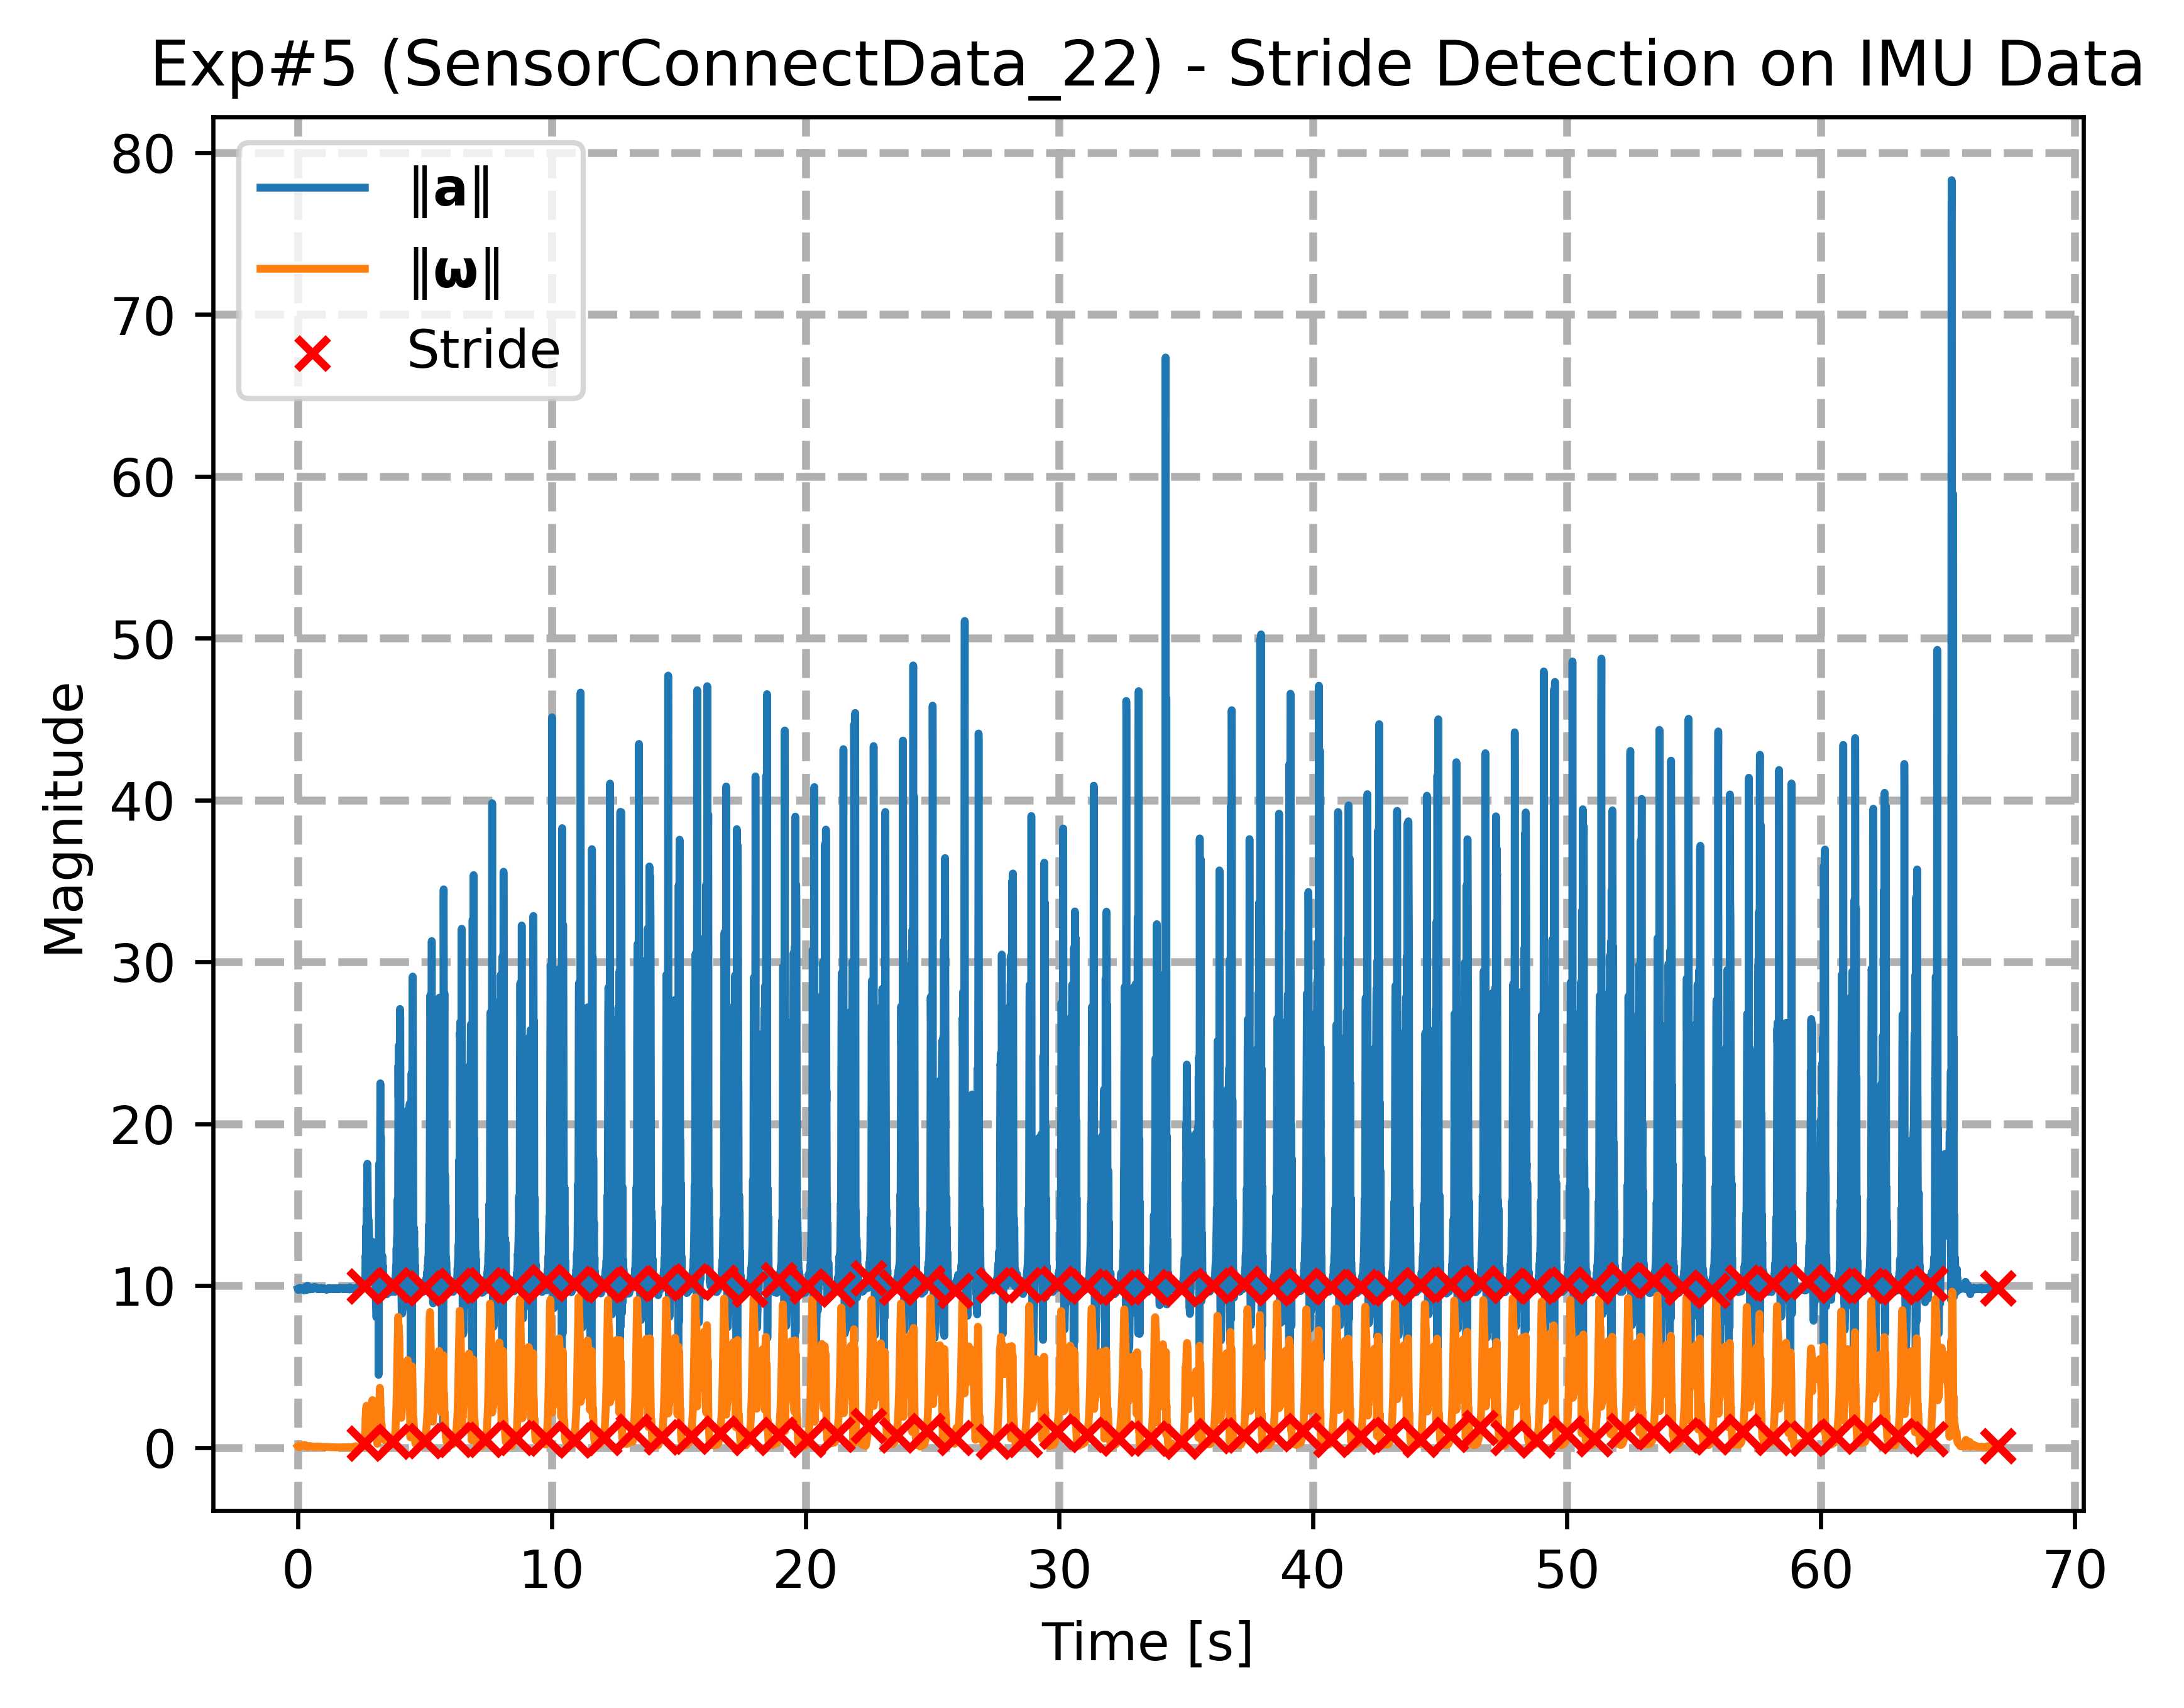 Exp#5 (SensorConnectData_22) - Stride Detection on IMU Data
‖a‖
‖ω‖
Stride
Magnitude
80
70
60
50
40
30
20
10
0
0 10 20 30 40 50 60 70
Time [s]